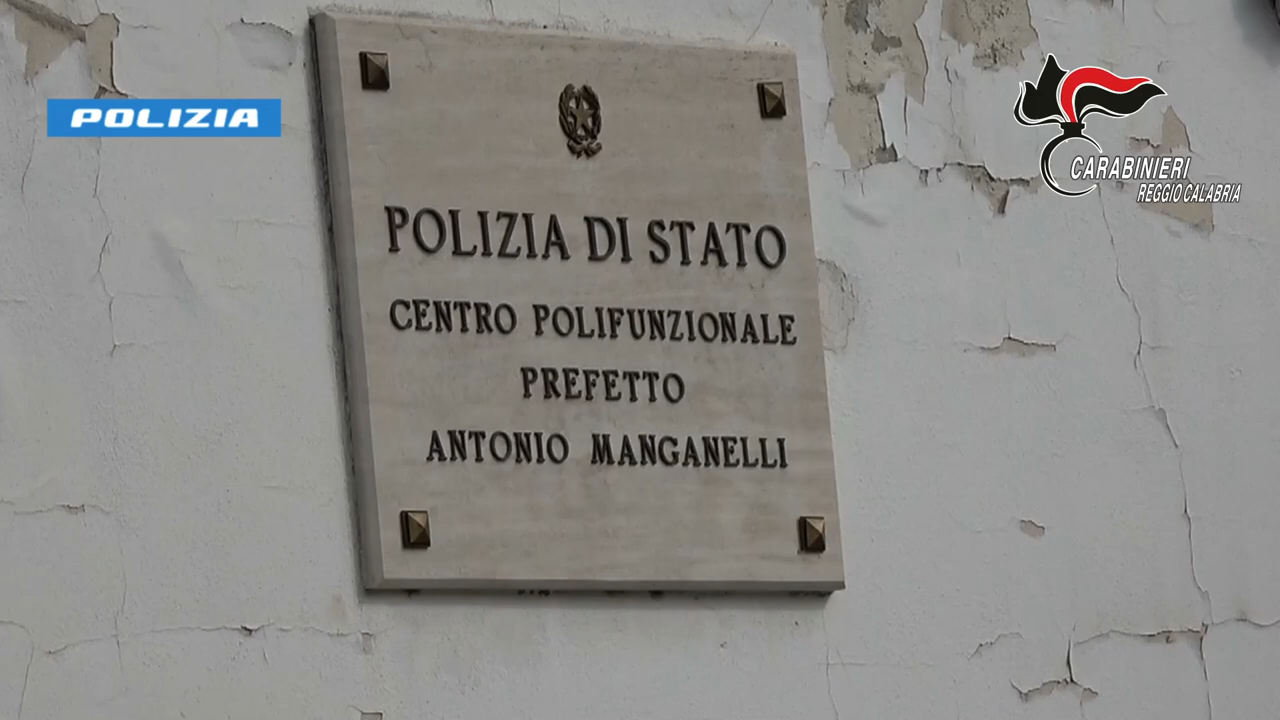 POLIZIA
CARABINIERI
REGGIO CALABRIA
POLIZIA DI STATO
CENTRO POLIFUNZIONALE
PREFETTO
ANTONIO MANGANELLI